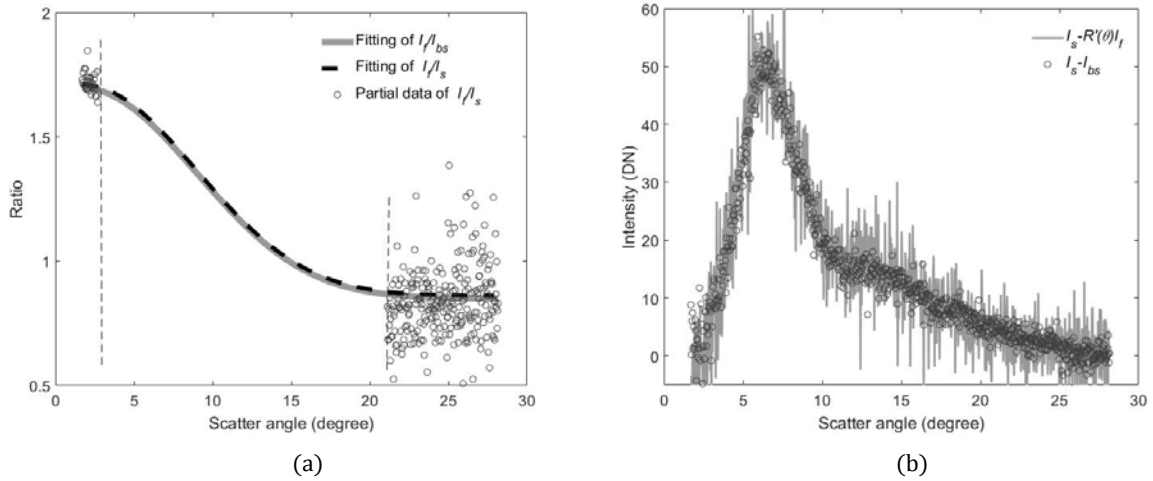 2
1.5
1
0.5
Ratio
0 5 10 15 20 25 30
Scatter angle (degree)
Fitting of I_f/I_bs
Fitting of I_f/I_s
Partial data of I_f/I_s
(a)
60
50
40
30
20
10
0
Intensity (DN)
0 5 10 15 20 25 30
Scatter angle (degree)
I_s-R'(θ)I_f
I_s-I_bs
(b)